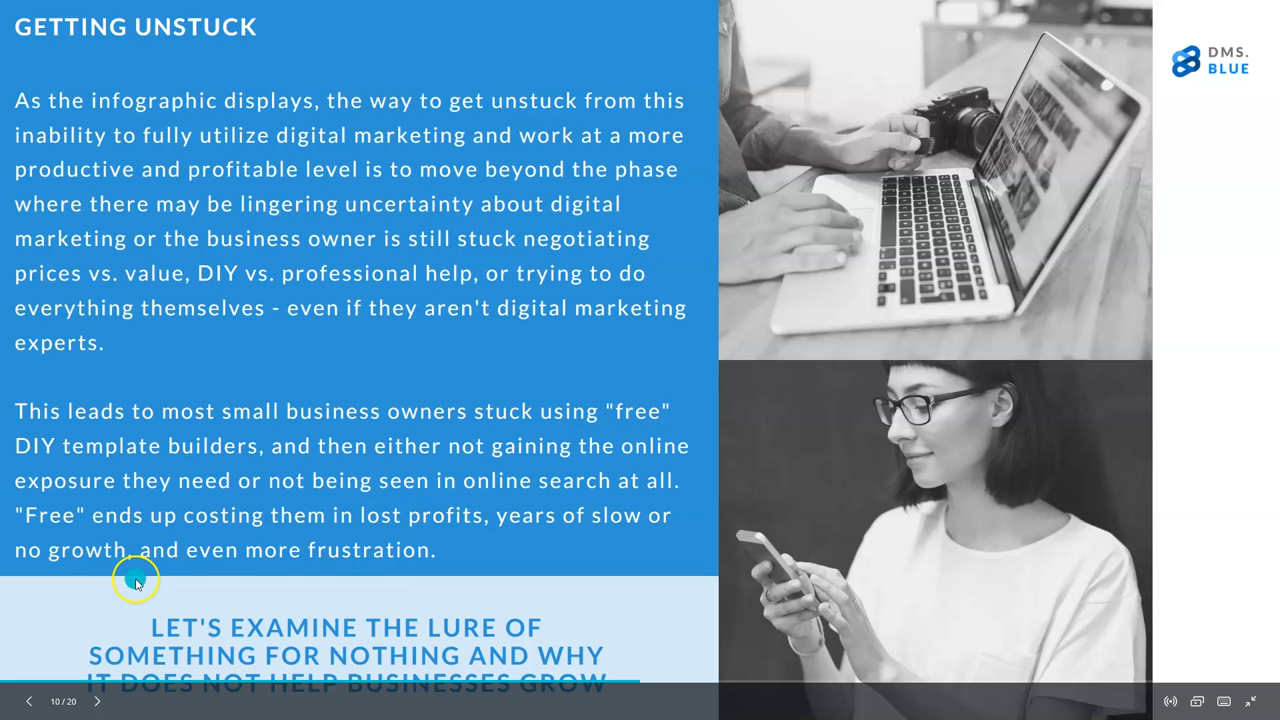 GETTING UNSTUCK
As the infographic displays, the way to get unstuck from this
inability to fully utilize digital marketing and work at a more
productive and profitable level is to move beyond the phase
where there may be lingering uncertainty about digital
marketing or the business owner is still stuck negotiating
prices vs. value, DIY vs. professional help, or trying to do
everything themselves - even if they aren't digital marketing
experts.
This leads to most small business owners stuck using "free"
DIY template builders, and then either not gaining the online
exposure they need or not being seen in online search at all.
"Free" ends up costing them in lost profits, years of slow or
no growth, and even more frustration.
LET'S EXAMINE THE LURE OF
SOMETHING FOR NOTHING AND WHY
IT DOES NOT HELP BUSINESSES GROW
DMS.
BLUE
10 / 20